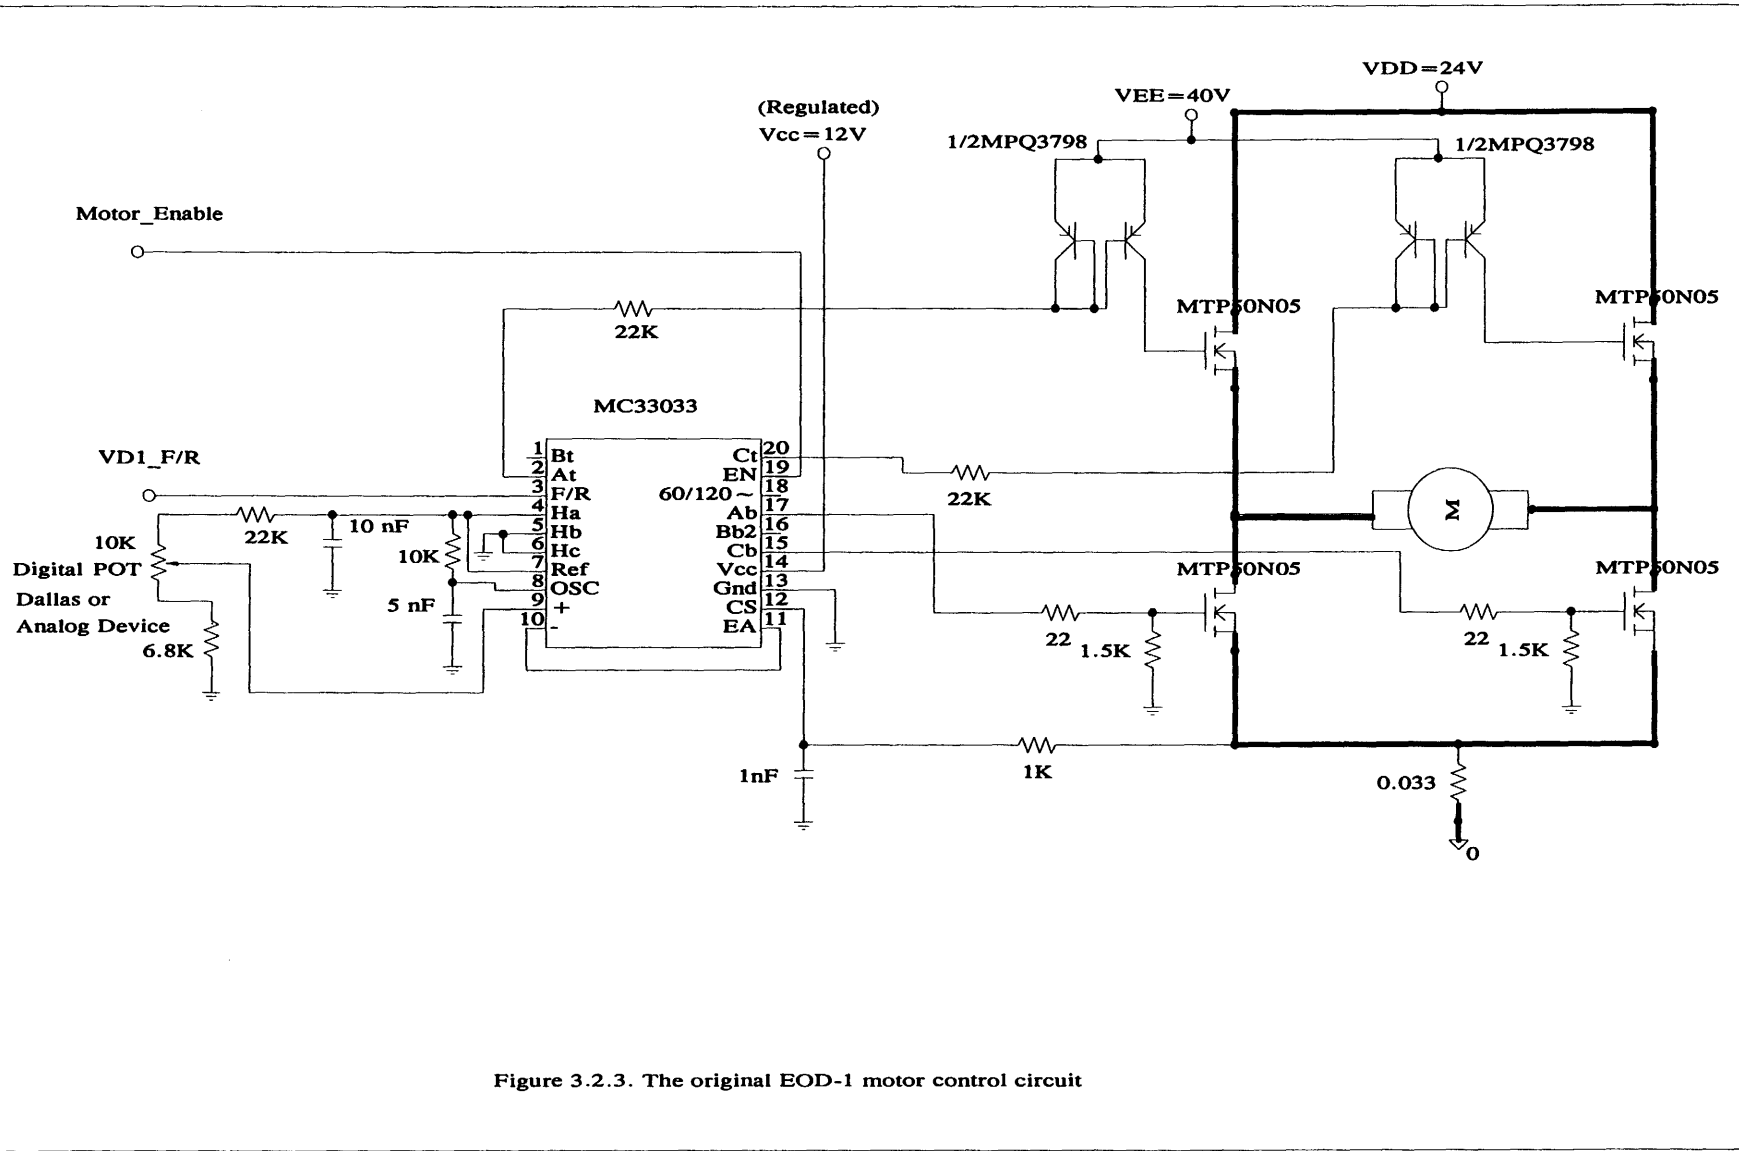 VDD=24V
VEE=40V
(Regulated)
Vcc=12V
1/2MPQ3798
1/2MPQ3798
Motor_Enable
MTP50N05
MTP50N05
22K
MC33033
VD1_F/R
1 Bt
2 At
3 F/R
4 Ha
5 Hb
6 Hc
7 Ref
8 OSC
9 +
10 -
Ct 20
EN 19
60/120 ~ 18
Ab 17
Bb2 16
Cb 15
Vcc 14
Gnd 13
CS 12
EA 11
22K
M
10 nF
22K
10K
10K
Digital POT
Dallas or
Analog Device
5 nF
6.8K
MTP50N05
MTP50N05
22
1.5K
22
1.5K
1nF
1K
0.033
0
Figure 3.2.3. The original EOD-1 motor control circuit